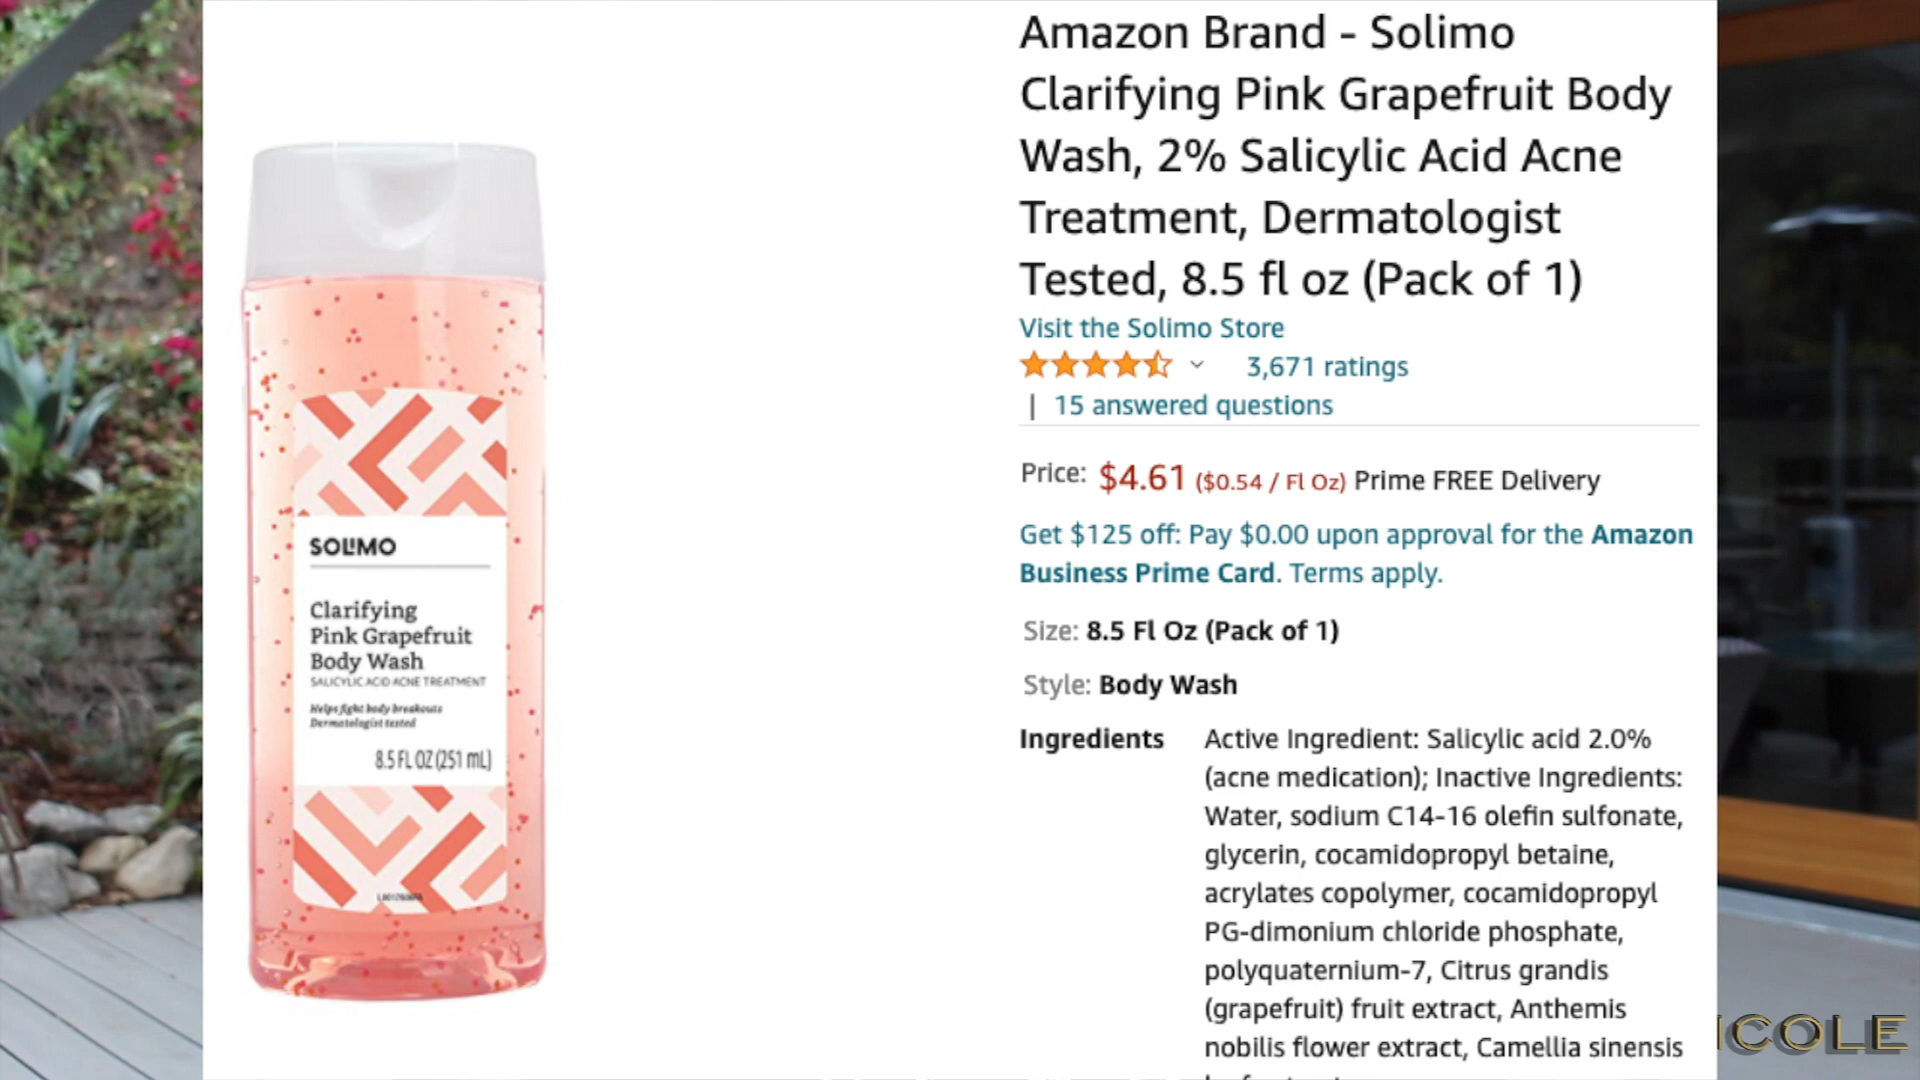 Amazon Brand - Solimo
Clarifying Pink Grapefruit Body
Wash, 2% Salicylic Acid Acne
Treatment, Dermatologist
Tested, 8.5 fl oz (Pack of 1)
Visit the Solimo Store
3,671 ratings
| 15 answered questions
Price: $4.61 ($0.54 / Fl Oz) Prime FREE Delivery
Get $125 off: Pay $0.00 upon approval for the Amazon
Business Prime Card. Terms apply.
Size: 8.5 Fl Oz (Pack of 1)
Style: Body Wash
Ingredients
Active Ingredient: Salicylic acid 2.0%
(acne medication); Inactive Ingredients:
Water, sodium C14-16 olefin sulfonate,
glycerin, cocamidopropyl betaine,
acrylates copolymer, cocamidopropyl
PG-dimonium chloride phosphate,
polyquaternium-7, Citrus grandis
(grapefruit) fruit extract, Anthemis
nobilis flower extract, Camellia sinensis
SOLIMO
Clarifying
Pink Grapefruit
Body Wash
SALICYLIC ACID ACNE TREATMENT
Helps fight body breakouts
Dermatologist tested
8.5 FL OZ (251 mL)
ICOLE